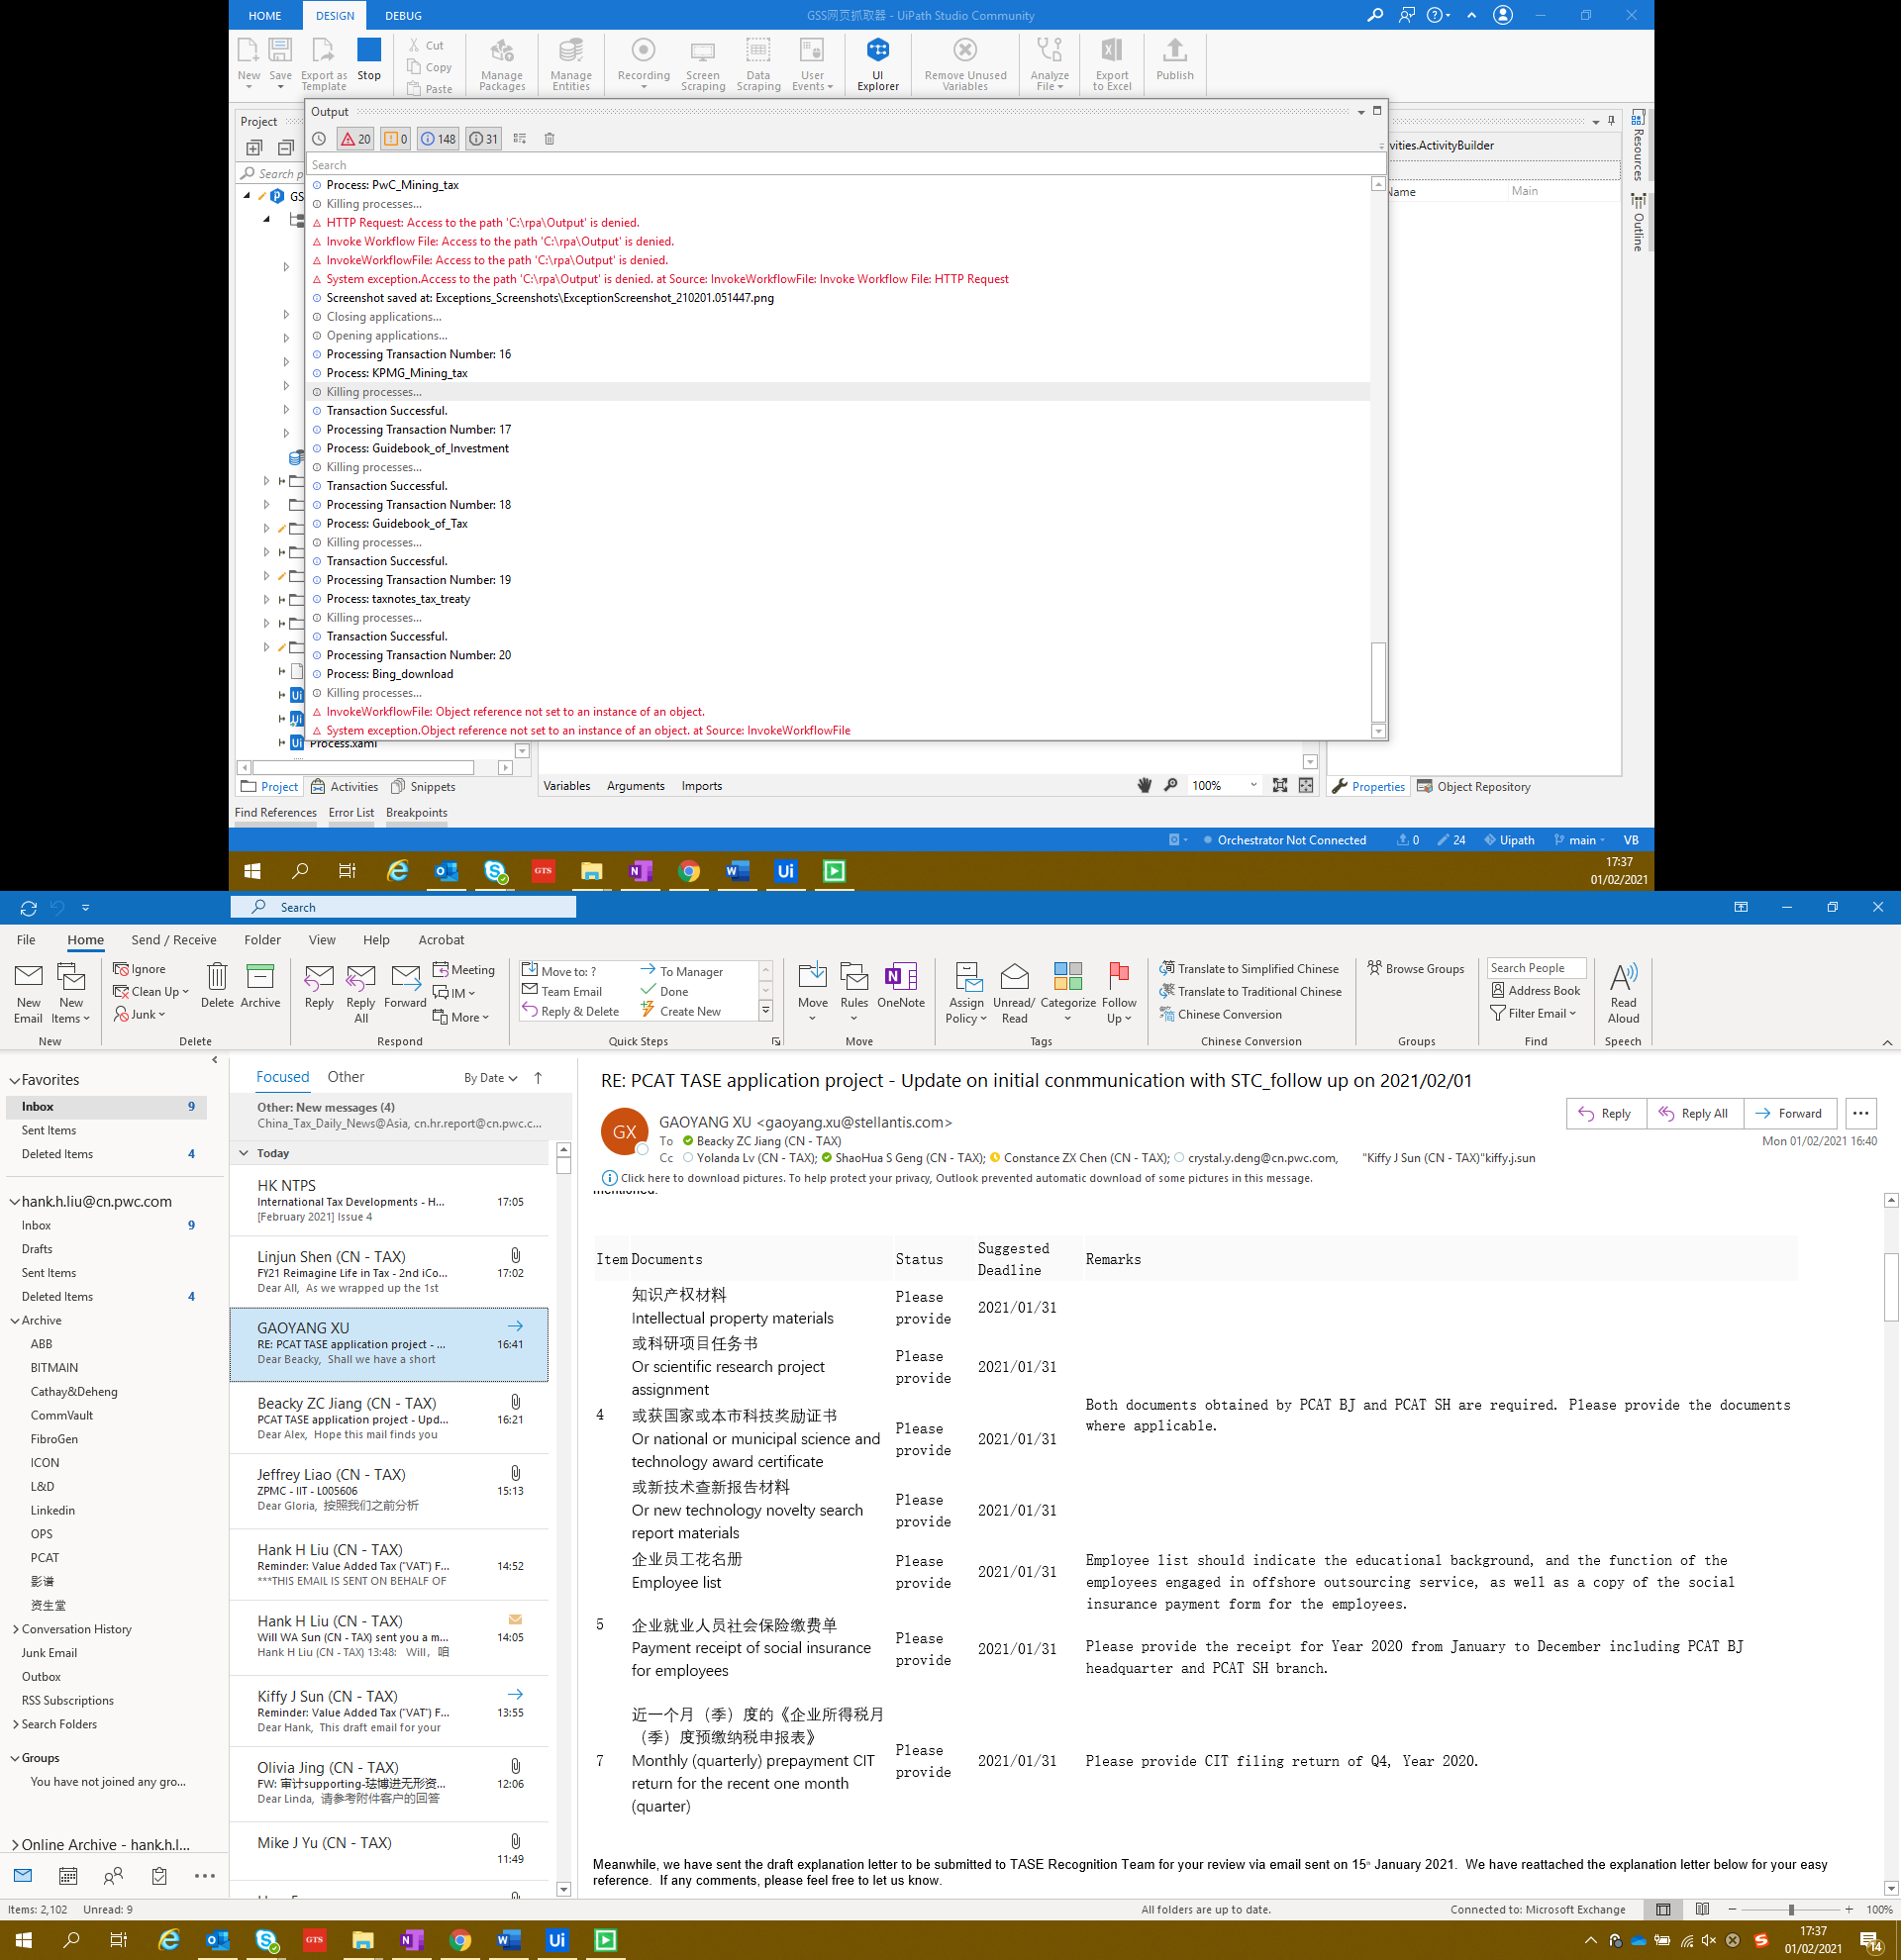 HOME DESIGN DEBUG GSS网页抓取器 - UiPath Studio Community
New Save Export as Template Stop Cut Copy Paste Manage Packages Manage Entities Recording Screen Scraping Data Scraping User Events UI Explorer Remove Unused Variables Analyze File Export to Excel Publish
Project
Output
20 0 148 31
Search
Process: PwC_Mining_tax
Killing processes...
HTTP Request: Access to the path 'C:\rpa\Output' is denied.
Invoke Workflow File: Access to the path 'C:\rpa\Output' is denied.
InvokeWorkflowFile: Access to the path 'C:\rpa\Output' is denied.
System exception.Access to the path 'C:\rpa\Output' is denied. at Source: InvokeWorkflowFile: Invoke Workflow File: HTTP Request
Screenshot saved at: Exceptions_Screenshots\ExceptionScreenshot_210201.051447.png
Closing applications...
Opening applications...
Processing Transaction Number: 16
Process: KPMG_Mining_tax
Killing processes...
Transaction Successful.
Processing Transaction Number: 17
Process: Guidebook_of_Investment
Killing processes...
Transaction Successful.
Processing Transaction Number: 18
Process: Guidebook_of_Tax
Killing processes...
Transaction Successful.
Processing Transaction Number: 19
Process: taxnotes_tax_treaty
Killing processes...
Transaction Successful.
Processing Transaction Number: 20
Process: Bing_download
Killing processes...
InvokeWorkflowFile: Object reference not set to an instance of an object.
System exception.Object reference not set to an instance of an object. at Source: InvokeWorkflowFile
Search p
GS
Process.xaml
vities.ActivityBuilder
Name Main
Resources
Outline
Project Activities Snippets
Variables Arguments Imports 100%
Properties Object Repository
Find References Error List Breakpoints
Orchestrator Not Connected 0 24 Uipath main VB
17:37
01/02/2021
Search
File Home Send / Receive Folder View Help Acrobat
New Email New Items Ignore Clean Up Junk Delete Archive Reply Reply All Forward Meeting IM More
Move to: ? To Manager
Team Email Done
Reply & Delete Create New
Move Rules OneNote Assign Policy Unread/ Read Categorize Follow Up
Translate to Simplified Chinese
Translate to Traditional Chinese
Chinese Conversion
Browse Groups
Search People
Address Book
Filter Email
Read Aloud
New Delete Respond Quick Steps Move Tags Chinese Conversion Groups Find Speech
Favorites
Inbox 9
Sent Items
Deleted Items 4
hank.h.liu@cn.pwc.com
Inbox 9
Drafts
Sent Items
Deleted Items 4
Archive
ABB
BITMAIN
Cathay&Deheng
CommVault
FibroGen
ICON
L&D
Linkedin
OPS
PCAT
影谱
资生堂
Conversation History
Junk Email
Outbox
RSS Subscriptions
Search Folders
Groups
You have not joined any gro...
Online Archive - hank.h.l...
Focused Other By Date
Other: New messages (4)
China_Tax_Daily_News@Asia, cn.hr.report@cn.pwc.c...
Today
HK NTPS
International Tax Developments - H... 17:05
[February 2021] Issue 4
Linjun Shen (CN - TAX)
FY21 Reimagine Life in Tax - 2nd iCo... 17:02
Dear All, As we wrapped up the 1st
GAOYANG XU
RE: PCAT TASE application project - ... 16:41
Dear Beacky, Shall we have a short
Beacky ZC Jiang (CN - TAX)
PCAT TASE application project - Upd... 16:21
Dear Alex, Hope this mail finds you
Jeffrey Liao (CN - TAX)
ZPMC - IIT - L005606 15:13
Dear Gloria, 按照我们之前分析
Hank H Liu (CN - TAX)
Reminder: Value Added Tax ("VAT") F... 14:52
***THIS EMAIL IS SENT ON BEHALF OF
Hank H Liu (CN - TAX)
Will WA Sun (CN - TAX) sent you a m... 14:05
Hank H Liu (CN - TAX) 13:48: Will，咱
Kiffy J Sun (CN - TAX)
Reminder: Value Added Tax ("VAT") F... 13:55
Dear Hank, This draft email for your
Olivia Jing (CN - TAX)
FW: 审计supporting-珐博进无形资... 12:06
Dear Linda, 请参考附件客户的回答
Mike J Yu (CN - TAX)
11:49
RE: PCAT TASE application project - Update on initial conmmunication with STC_follow up on 2021/02/01
GX
GAOYANG XU <gaoyang.xu@stellantis.com>
To Beacky ZC Jiang (CN - TAX)
Cc Yolanda Lv (CN - TAX); ShaoHua S Geng (CN - TAX); Constance ZX Chen (CN - TAX); crystal.y.deng@cn.pwc.com, "Kiffy J Sun (CN - TAX)"kiffy.j.sun
Reply Reply All Forward
Mon 01/02/2021 16:40
Click here to download pictures. To help protect your privacy, Outlook prevented automatic download of some pictures in this message.
mentioned.
Item Documents Status Suggested Deadline Remarks
知识产权材料
Intellectual property materials
Please provide 2021/01/31
或科研项目任务书
Or scientific research project
assignment
Please provide 2021/01/31
4
或获国家或本市科技奖励证书
Or national or municipal science and
technology award certificate
Please provide 2021/01/31
Both documents obtained by PCAT BJ and PCAT SH are required. Please provide the documents
where applicable.
或新技术查新报告材料
Or new technology novelty search
report materials
Please provide 2021/01/31
企业员工花名册
Employee list
Please provide 2021/01/31
Employee list should indicate the educational background, and the function of the
employees engaged in offshore outsourcing service, as well as a copy of the social
insurance payment form for the employees.
5
企业就业人员社会保险缴费单
Payment receipt of social insurance
for employees
Please provide 2021/01/31
Please provide the receipt for Year 2020 from January to December including PCAT BJ
headquarter and PCAT SH branch.
7
近一个月（季）度的《企业所得税月
（季）度预缴纳税申报表》
Monthly (quarterly) prepayment CIT
return for the recent one month
(quarter)
Please provide 2021/01/31
Please provide CIT filing return of Q4, Year 2020.
Meanwhile, we have sent the draft explanation letter to be submitted to TASE Recognition Team for your review via email sent on 15th January 2021. We have reattached the explanation letter below for your easy
reference. If any comments, please feel free to let us know.
Items: 2,102 Unread: 9 All folders are up to date. Connected to: Microsoft Exchange 100%
17:37
01/02/2021
14